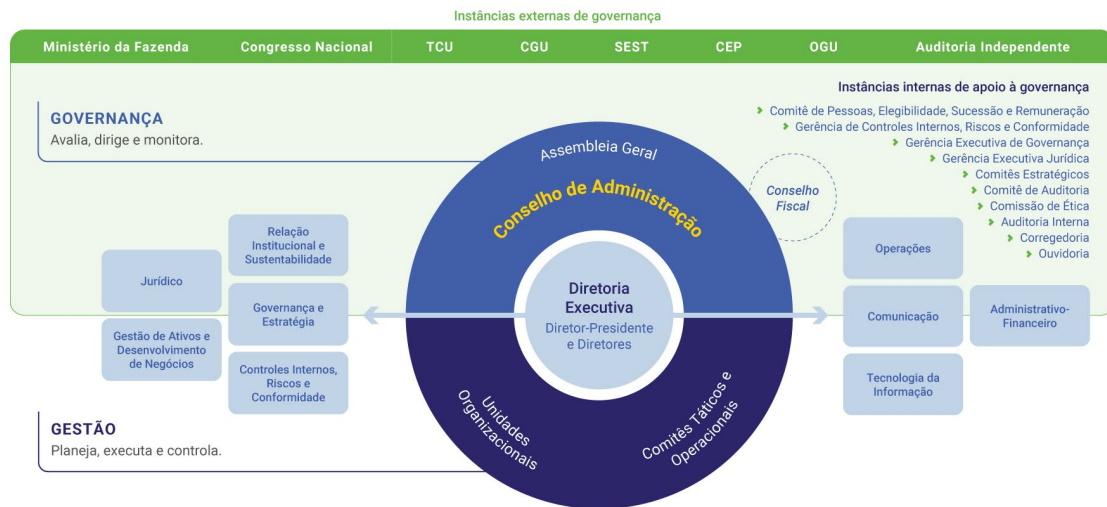 Instâncias externas de governança
Ministério da Fazenda
Congresso Nacional
TCU
CGU
SEST
CEP
OGU
Auditoria Independente
GOVERNANÇA
Avalia, dirige e monitora.
Instâncias internas de apoio à governança
Comitê de Pessoas, Elegibilidade, Sucessão e Remuneração
Gerência de Controles Internos, Riscos e Conformidade
Gerência Executiva de Governança
Gerência Executiva Jurídica
Comitês Estratégicos
Comitê de Auditoria
Comissão de Ética
Auditoria Interna
Corregedoria
Ouvidoria
Assembleia Geral
Conselho de Administração
Conselho
Fiscal
Diretoria
Executiva
Diretor-Presidente
e Diretores
Jurídico
Gestão de Ativos e
Desenvolvimento
de Negócios
Relação
Institucional e
Sustentabilidade
Governança e
Estratégia
Controles Internos,
Riscos e
Conformidade
Operações
Comunicação
Tecnologia da
Informação
Administrativo-
Financeiro
Unidades
Organizacionais
Comitês Táticos e
Operacionais
GESTÃO
Planeja, executa e controla.